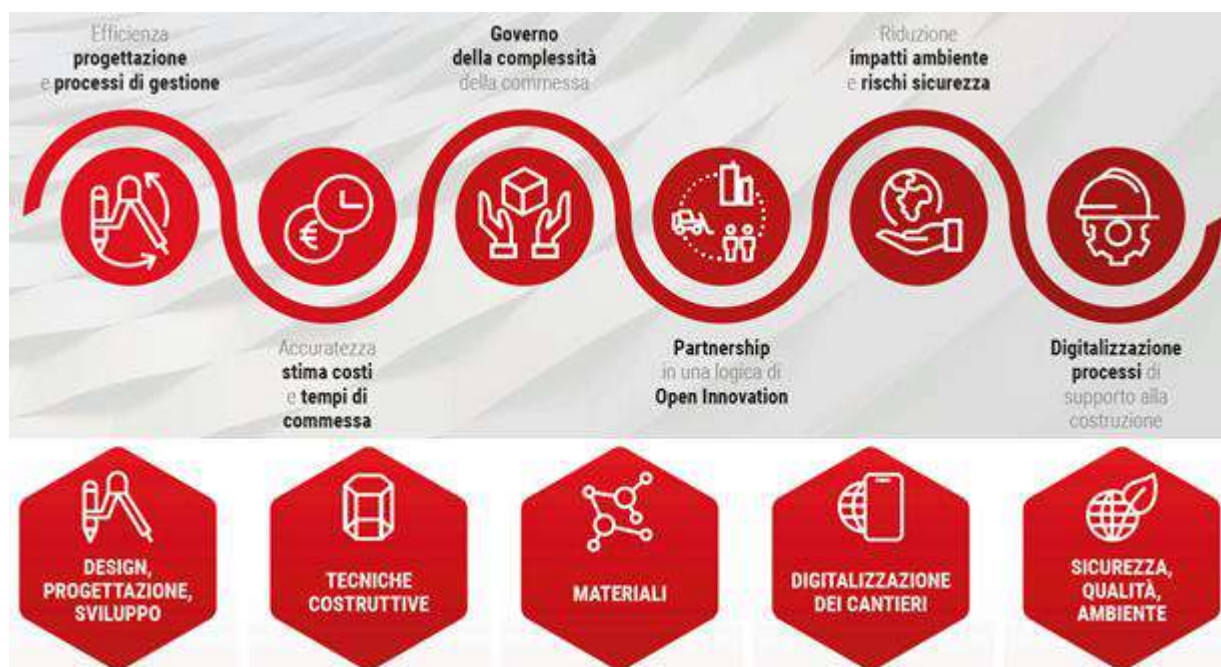 Efficienza
progettazione
e processi di gestione
Accuratezza
stima costi
e tempi di
commessa
Governo
della complessità
della commessa
Partnership
in una logica di
Open Innovation
Riduzione
impatti ambiente
e rischi sicurezza
Digitalizzazione
processi di
supporto alla
costruzione
DESIGN,
PROGETTAZIONE,
SVILUPPO
TECNICHE
COSTRUTTIVE
MATERIALI
DIGITALIZZAZIONE
DEI CANTIERI
SICUREZZA,
QUALITÀ,
AMBIENTE